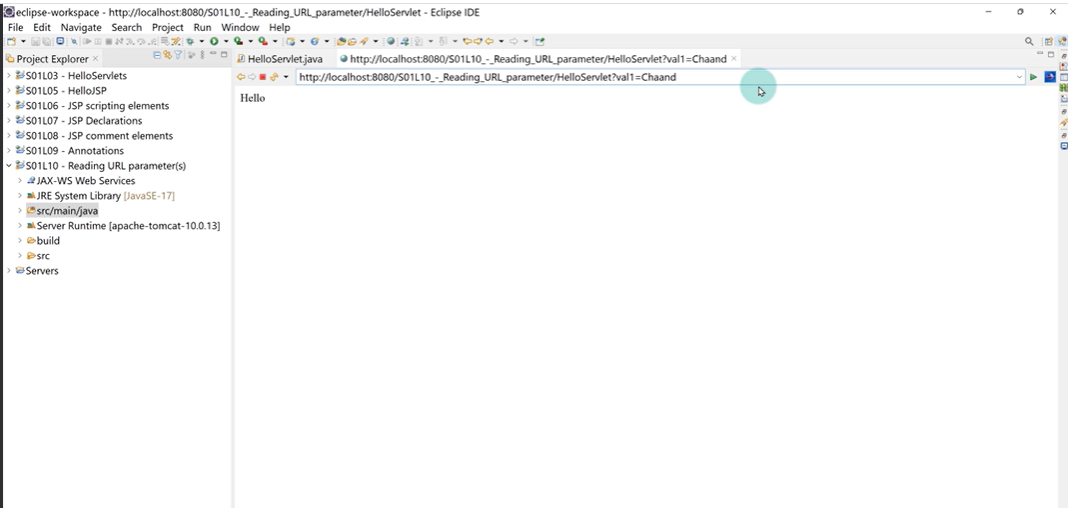 eclipse-workspace - http://localhost:8080/S01L10_-_Reading_URL_parameter/HelloServlet - Eclipse IDE
File Edit Navigate Search Project Run Window Help
Project Explorer
HelloServlet.java
http://localhost:8080/S01L10_-_Reading_URL_parameter/HelloServlet?val1=Chaand
http://localhost:8080/S01L10_-_Reading_URL_parameter/HelloServlet?val1=Chaand
Hello
S01L03 - HelloServlets
S01L05 - HelloJSP
S01L06 - JSP scripting elements
S01L07 - JSP Declarations
S01L08 - JSP comment elements
S01L09 - Annotations
S01L10 - Reading URL parameter(s)
JAX-WS Web Services
JRE System Library [JavaSE-17]
src/main/java
Server Runtime [apache-tomcat-10.0.13]
build
src
Servers